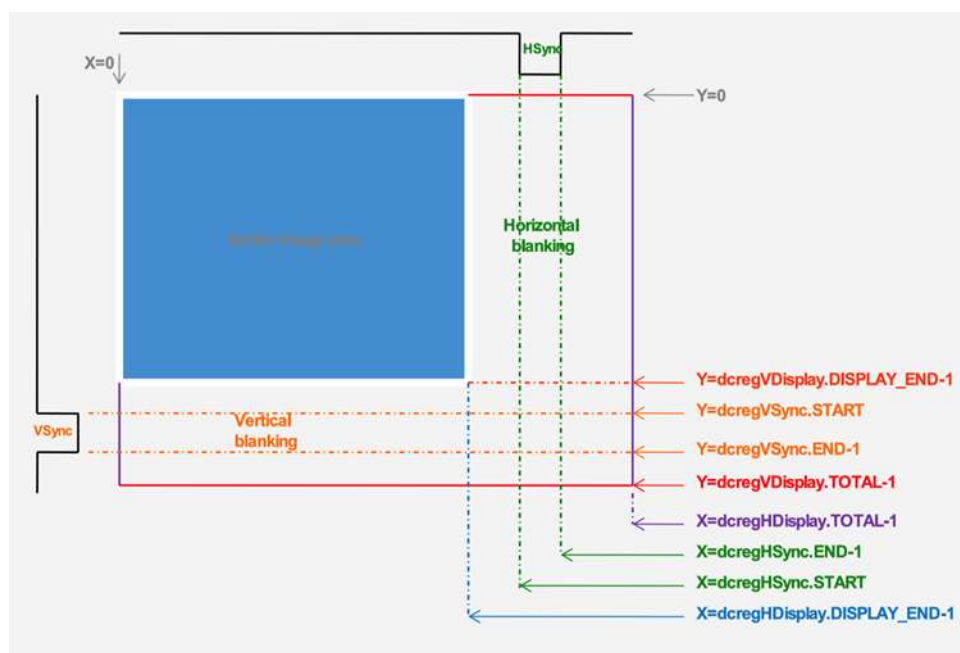 HSync
X=0
Y=0
Horizontal
blanking
Y=dcregVDisplay.DISPLAY_END-1
Y=dcregVSync.START
VSync
Vertical
blanking
Y=dcregVSync.END-1
Y=dcregVDisplay.TOTAL-1
X=dcregHDisplay.TOTAL-1
X=dcregHSync.END-1
X=dcregHSync.START
X=dcregHDisplay.DISPLAY_END-1